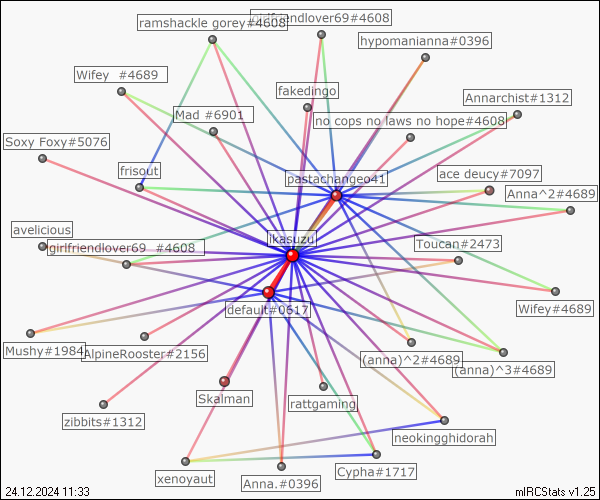 girlfriendlover69#4608
ramshackle gorey#4608
hypomanianna#0396
Wifey #4689
fakedingo
Annarchist#1312
Mad #6901
no cops no laws no hope#4608
Soxy Foxy#5076
frisout
pastachangeo41
ace deucy#7097
Anna^2#4689
avelicious
ikasuzu
girlfriendlover69 #4608
Toucan#2473
default#0617
Wifey#4689
Mushy#1984
AlpineRooster#2156
(anna)^2#4689
(anna)^3#4689
Skalman
rattgaming
zibbits#1312
neokingghidorah
xenoyaut
Anna.#0396
Cypha#1717
24.12.2024 11:33
mIRCStats v1.25